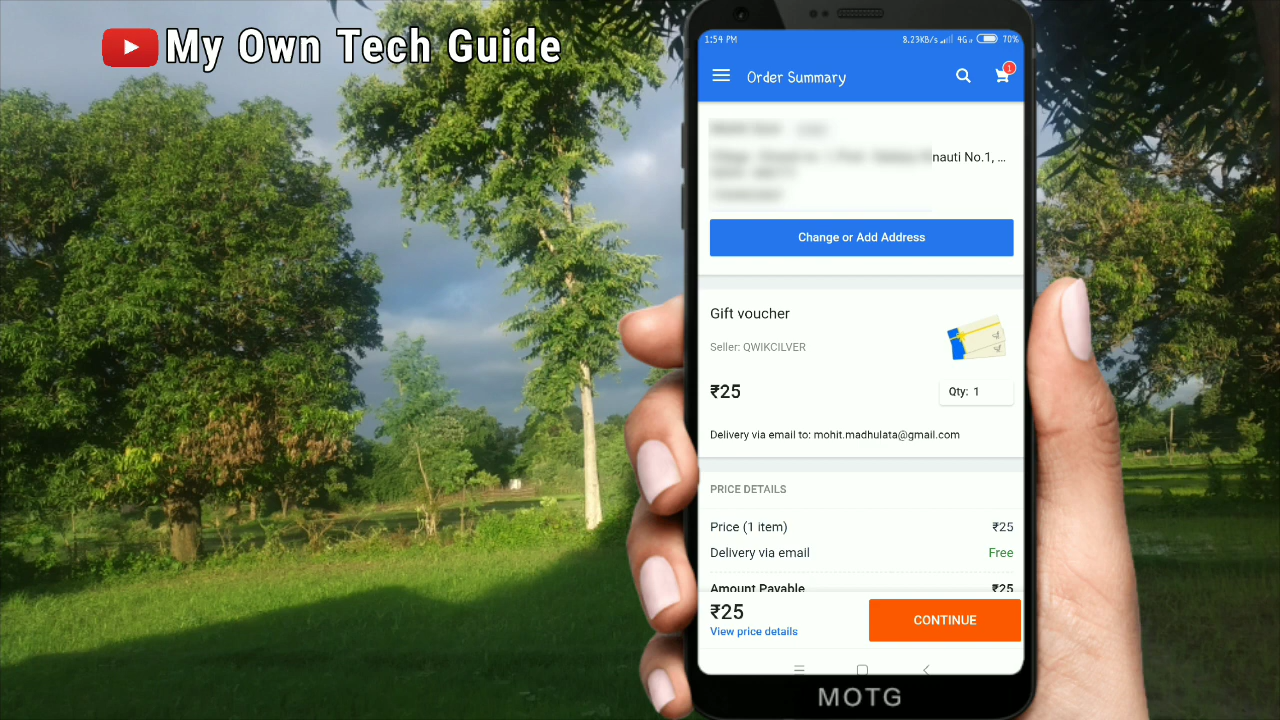 My Own Tech Guide
1:54 PM 8.23KB/s 4G 70%
Order Summary
1
nauti No.1, ...
Change or Add Address
Gift voucher
Seller: QWIKCILVER
₹25
Qty: 1
Delivery via email to: mohit.madhulata@gmail.com
PRICE DETAILS
Price (1 item) ₹25
Delivery via email Free
Amount Payable ₹25
₹25
View price details
CONTINUE
MOTG